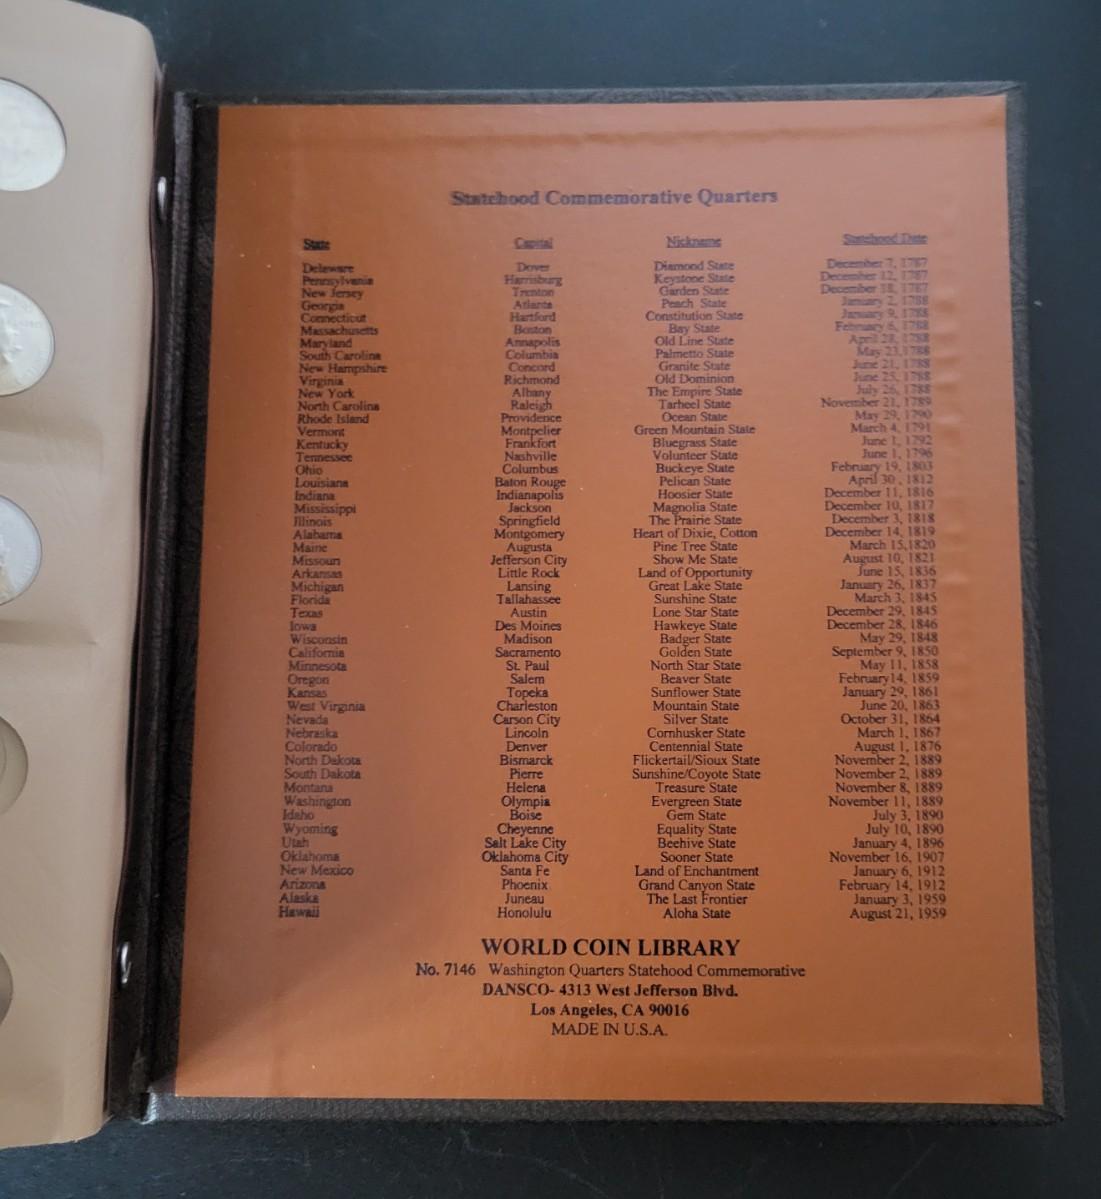 Statehood Commemorative Quarters
State Capital Nickname Statehood Date
Delaware Dover Diamond State December 7, 1787
Pennsylvania Harrisburg Keystone State December 12, 1787
New Jersey Trenton Garden State December 18, 1787
Georgia Atlanta Peach State January 2, 1788
Connecticut Hartford Constitution State January 9, 1788
Massachusetts Boston Bay State February 6, 1788
Maryland Annapolis Old Line State April 28, 1788
South Carolina Columbia Palmetto State May 23,1788
New Hampshire Concord Granite State June 21, 1788
Virginia Richmond Old Dominion June 25, 1788
New York Albany The Empire State July 26, 1788
North Carolina Raleigh Tarheel State November 21, 1789
Rhode Island Providence Ocean State May 29, 1790
Vermont Montpelier Green Mountain State March 4, 1791
Kentucky Frankfort Bluegrass State June 1, 1792
Tennessee Nashville Volunteer State June 1, 1796
Ohio Columbus Buckeye State February 19, 1803
Louisiana Baton Rouge Pelican State April 30 , 1812
Indiana Indianapolis Hoosier State December 11, 1816
Mississippi Jackson Magnolia State December 10, 1817
Illinois Springfield The Prairie State December 3, 1818
Alabama Montgomery Heart of Dixie, Cotton December 14, 1819
Maine Augusta Pine Tree State March 15,1820
Missouri Jefferson City Show Me State August 10, 1821
Arkansas Little Rock Land of Opportunity June 15, 1836
Michigan Lansing Great Lake State January 26, 1837
Florida Tallahassee Sunshine State March 3, 1845
Texas Austin Lone Star State December 29, 1845
Iowa Des Moines Hawkeye State December 28, 1846
Wisconsin Madison Badger State May 29, 1848
California Sacramento Golden State September 9, 1850
Minnesota St. Paul North Star State May 11, 1858
Oregon Salem Beaver State February14, 1859
Kansas Topeka Sunflower State January 29, 1861
West Virginia Charleston Mountain State June 20, 1863
Nevada Carson City Silver State October 31, 1864
Nebraska Lincoln Cornhusker State March 1, 1867
Colorado Denver Centennial State August 1, 1876
North Dakota Bismarck Flickertail/Sioux State November 2, 1889
South Dakota Pierre Sunshine/Coyote State November 2, 1889
Montana Helena Treasure State November 8, 1889
Washington Olympia Evergreen State November 11, 1889
Idaho Boise Gem State July 3, 1890
Wyoming Cheyenne Equality State July 10, 1890
Utah Salt Lake City Beehive State January 4, 1896
Oklahoma Oklahoma City Sooner State November 16, 1907
New Mexico Santa Fe Land of Enchantment January 6, 1912
Arizona Phoenix Grand Canyon State February 14, 1912
Alaska Juneau The Last Frontier January 3, 1959
Hawaii Honolulu Aloha State August 21, 1959
WORLD COIN LIBRARY
No. 7146 Washington Quarters Statehood Commemorative
DANSCO- 4313 West Jefferson Blvd.
Los Angeles, CA 90016
MADE IN U.S.A.